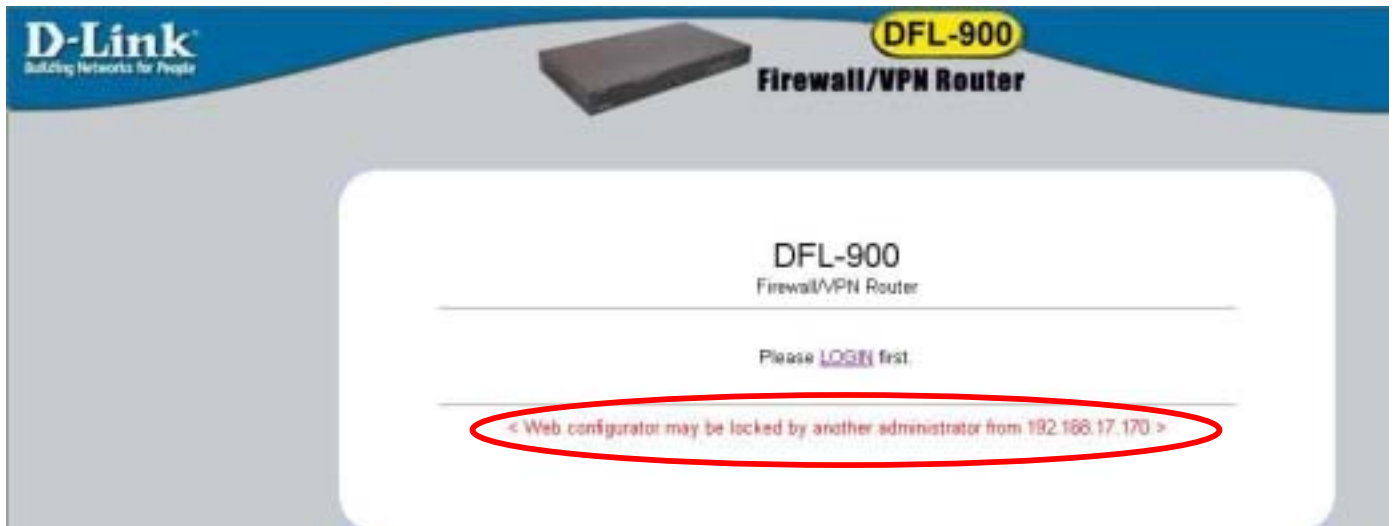 D-Link
Building Networks for People
DFL-900
Firewall/VPN Router
DFL-900
Firewall/VPN Router
Please LOGIN first.
< Web configurator may be locked by another administrator from 192.168.17.170 >